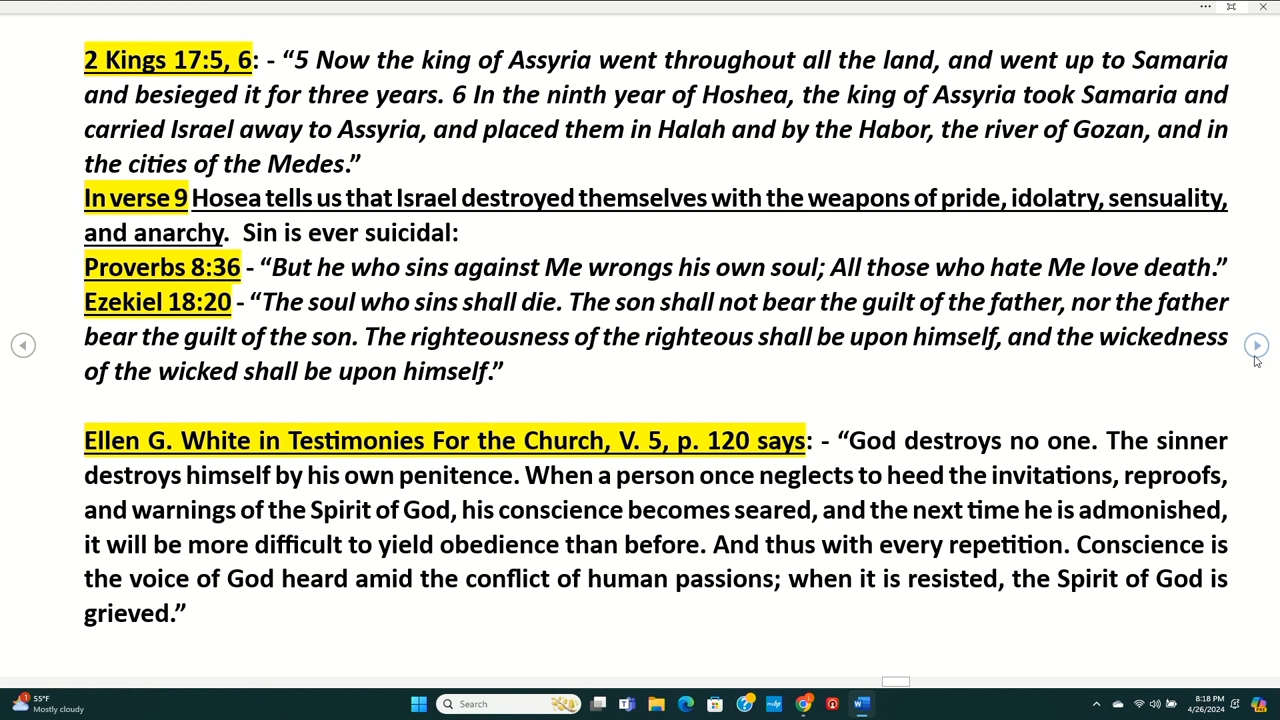 2 Kings 17:5, 6: - “5 Now the king of Assyria went throughout all the land, and went up to Samaria
and besieged it for three years. 6 In the ninth year of Hoshea, the king of Assyria took Samaria and
carried Israel away to Assyria, and placed them in Halah and by the Habor, the river of Gozan, and in
the cities of the Medes.”
In verse 9 Hosea tells us that Israel destroyed themselves with the weapons of pride, idolatry, sensuality,
and anarchy. Sin is ever suicidal:
Proverbs 8:36 - “But he who sins against Me wrongs his own soul; All those who hate Me love death.”
Ezekiel 18:20 - “The soul who sins shall die. The son shall not bear the guilt of the father, nor the father
bear the guilt of the son. The righteousness of the righteous shall be upon himself, and the wickedness
of the wicked shall be upon himself.”
Ellen G. White in Testimonies For the Church, V. 5, p. 120 says: - “God destroys no one. The sinner
destroys himself by his own penitence. When a person once neglects to heed the invitations, reproofs,
and warnings of the Spirit of God, his conscience becomes seared, and the next time he is admonished,
it will be more difficult to yield obedience than before. And thus with every repetition. Conscience is
the voice of God heard amid the conflict of human passions; when it is resisted, the Spirit of God is
grieved.”
1
55°F
Mostly cloudy
Search
8:18 PM
4/26/2024